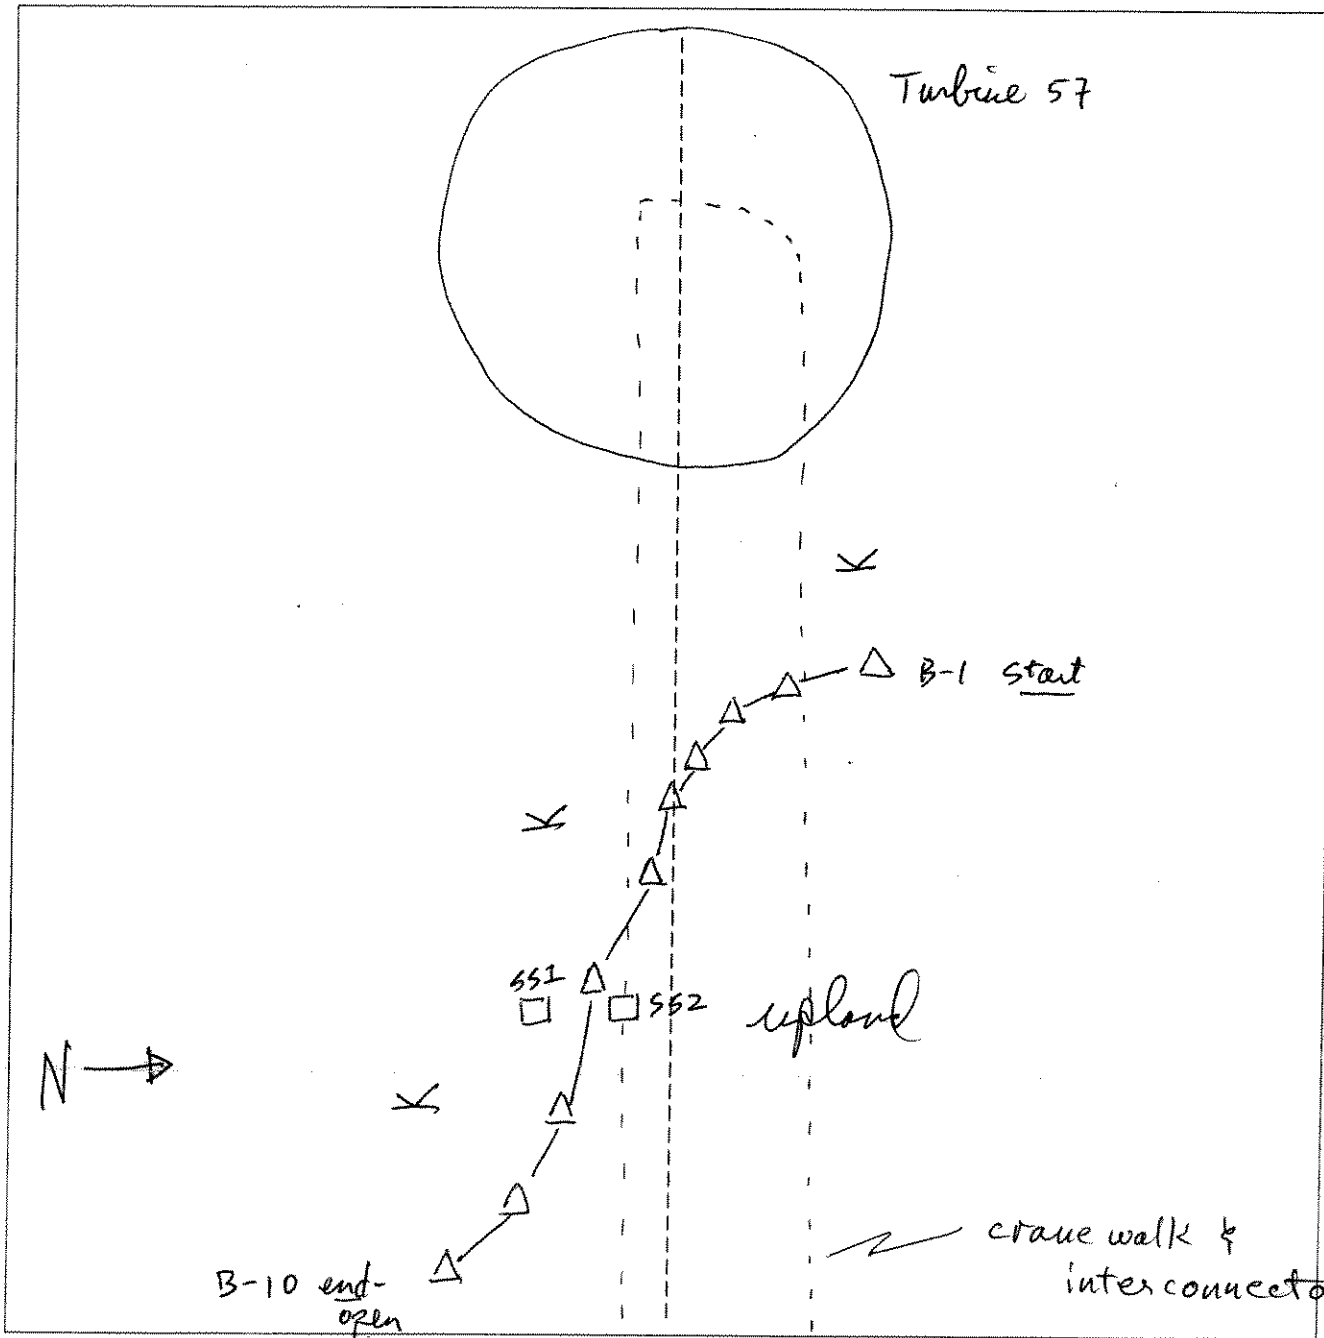 Turbine 57
B-1 start
SS1
SS2
upland
N
crane walk &
interconnecto
B-10 end-
open